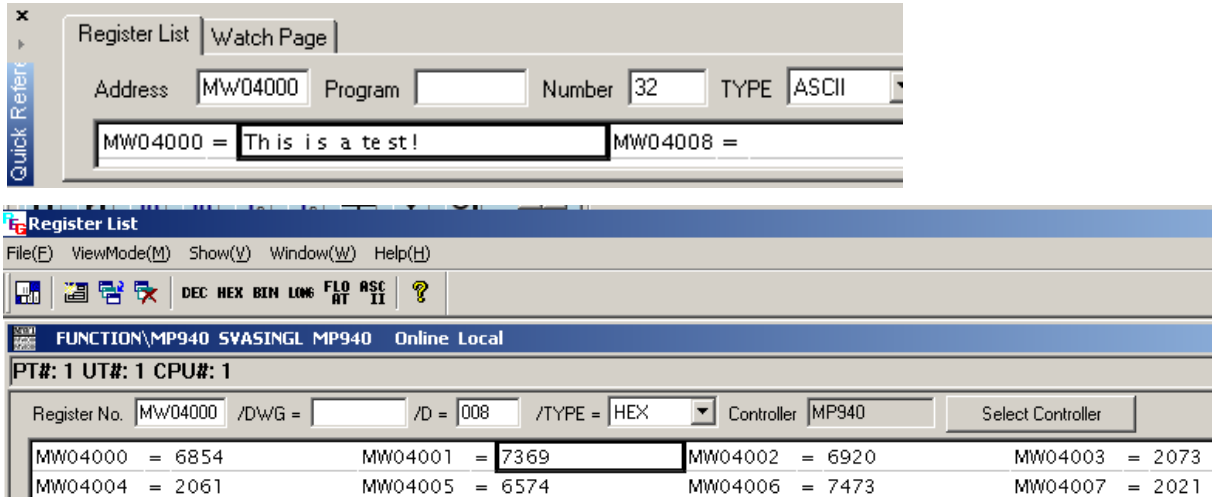 Register List Watch Page
Address MW04000 Program Number 32 TYPE ASCII
MW04000 = Th is i s a te st ! MW04008 =
Quick Refere
Register List
File(F) ViewMode(M) Show(V) Window(W) Help(H)
DEC HEX BIN LONG FLOAT ASCII
FUNCTION\MP940 SVASINGL MP940 Online Local
PT#: 1 UT#: 1 CPU#: 1
Register No. MW04000 /DWG = /D = 008 /TYPE = HEX Controller MP940 Select Controller
MW04000 = 6854 MW04001 = 7369 MW04002 = 6920 MW04003 = 2073
MW04004 = 2061 MW04005 = 6574 MW04006 = 7473 MW04007 = 2021